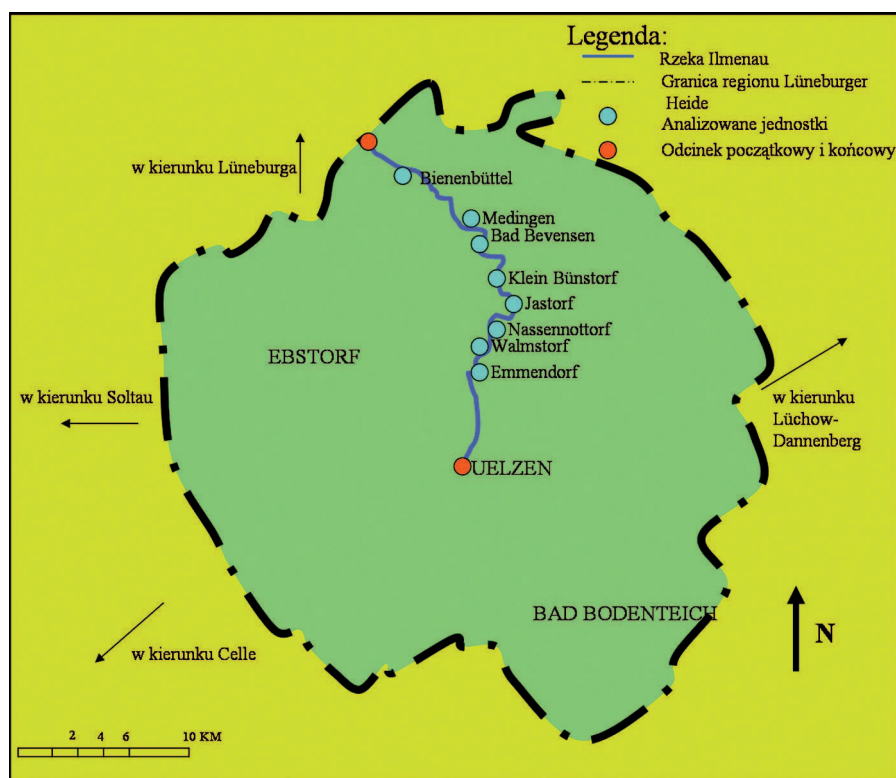 Legenda:
Rzeka Ilmenau
Granica regionu Lüneburger
Heide
Analizowane jednostki
Odcinek początkowy i końcowy
w kierunku Lüneburga
Bienenbüttel
Medingen
Bad Bevensen
Klein Bünstorf
Jastorf
Nassennottorf
Walmstorf
EBSTORF
Emmendorf
w kierunku Soltau
w kierunku
Lüchow-
Dannenberg
UELZEN
BAD BODENTEICH
N
w kierunku Celle
2 4 6 10 KM